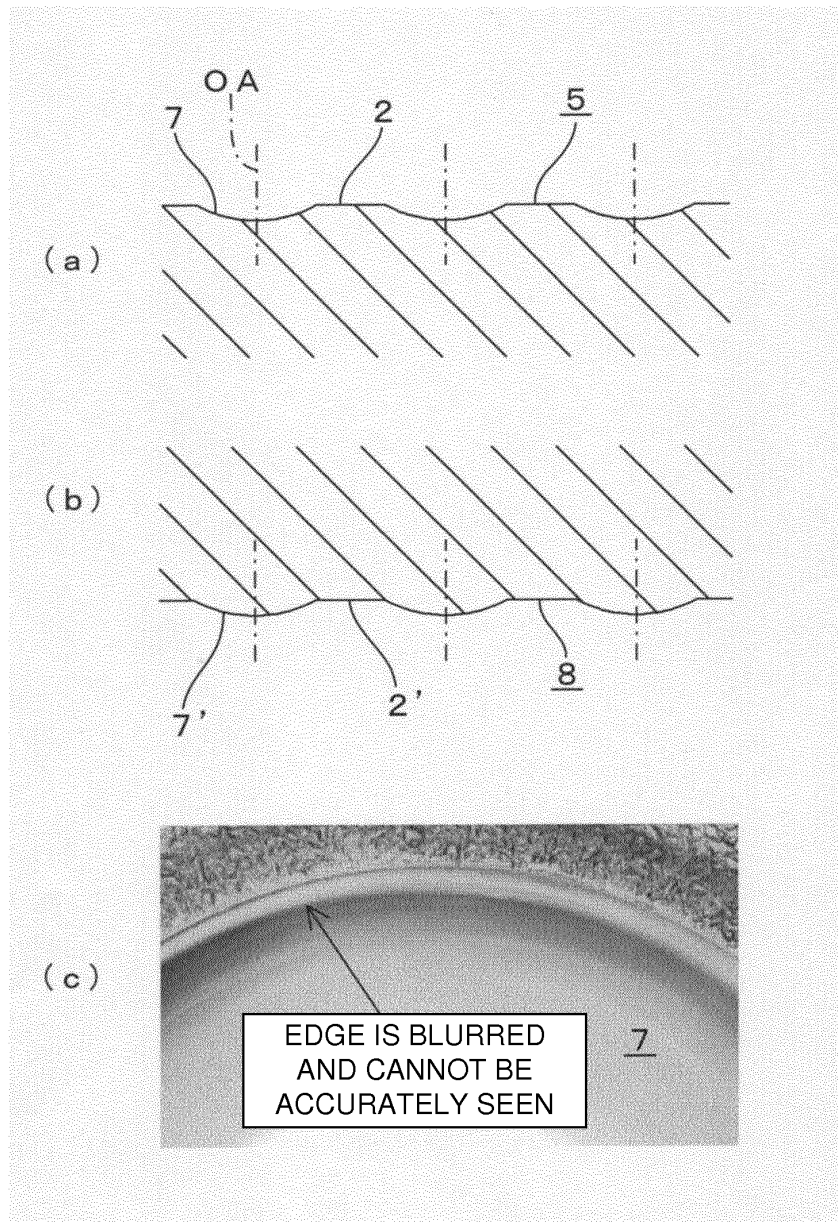 OA
7
2
5
(a)
(b)
7'
2'
8
(c)
7
EDGE IS BLURRED
AND CANNOT BE
ACCURATELY SEEN